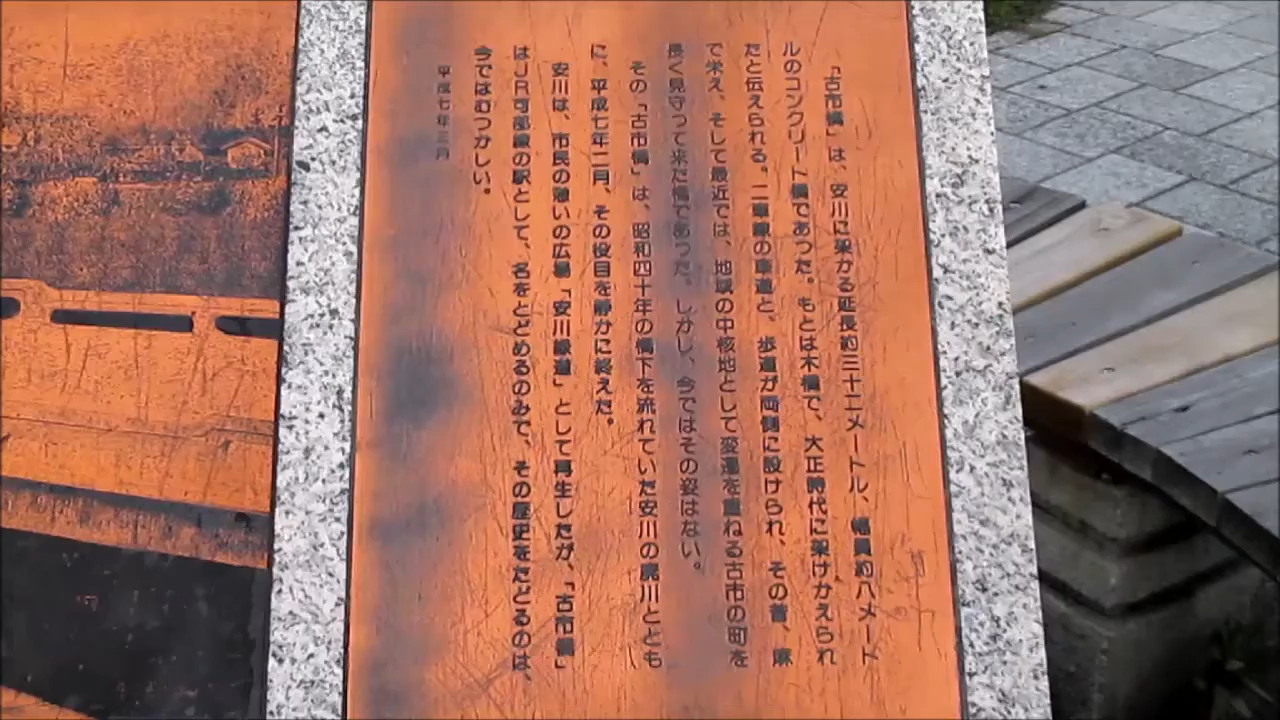 「古市橋」は、安川に架かる延長約三十二メートル、幅員約八メート
ルのコンクリート橋であった。もとは木橋で、大正時代に架けかえられ
たと伝えられる。二車線の車道と、歩道が両側に設けられ、その昔、麻
で栄え、そして最近では、地域の中核地として変遷を重ねる古市の町を
長く見守って来た橋であった。しかし、今ではその姿はない。
その「古市橋」は、昭和四十年の橋下を流れていた安川の廃川ととも
に、平成七年二月、その役目を静かに終えた。
安川は、市民の憩いの広場「安川緑道」として再生したが、「古市橋」
はJR可部線の駅として、名をとどめるのみで、その歴史をたどるのは、
今ではむつかしい。
平成七年三月